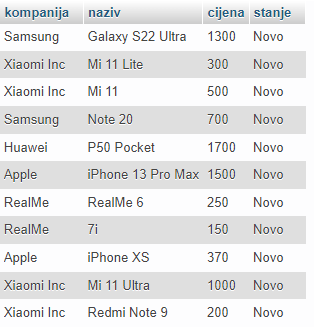 kompanija naziv cijena stanje
Samsung Galaxy S22 Ultra 1300 Novo
Xiaomi Inc Mi 11 Lite 300 Novo
Xiaomi Inc Mi 11 500 Novo
Samsung Note 20 700 Novo
Huawei P50 Pocket 1700 Novo
Apple iPhone 13 Pro Max 1500 Novo
RealMe RealMe 6 250 Novo
RealMe 7i 150 Novo
Apple iPhone XS 370 Novo
Xiaomi Inc Mi 11 Ultra 1000 Novo
Xiaomi Inc Redmi Note 9 200 Novo